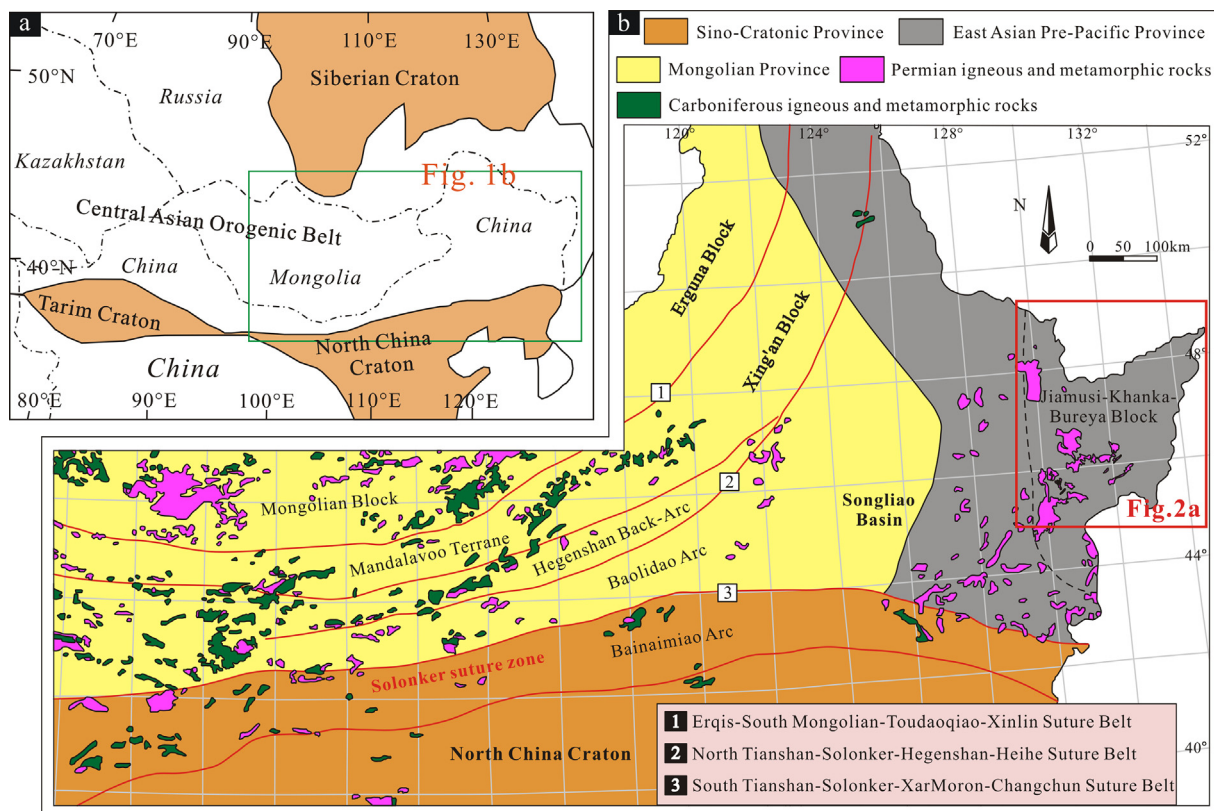 a
70°E
90°E
110°E
130°E
50°N
Siberian Craton
Russia
Kazakhstan
Fig. 1b
Central Asian Orogenic Belt
China
40°N
China
Mongolia
Tarim Craton
North China
Craton
China
80°E
90°E
100°E
110°E
120°E
b
Sino-Cratonic Province
East Asian Pre-Pacific Province
Mongolian Province
Permian igneous and metamorphic rocks
Carboniferous igneous and metamorphic rocks
120°
124°
126°
128°
132°
52°
N
0 50 100km
Erguna Block
Xing'an Block
48°
1
Jiamusi-Khanka-
Bureya Block
2
Songliao
Basin
Fig.2a
Mongolian Block
Mandalavoo Terrane
Hegenshan Back-Arc
Baolidao Arc
44°
3
Bainaimiao Arc
Solonker suture zone
North China Craton
40°
1 Erqis-South Mongolian-Toudaoqiao-Xinlin Suture Belt
2 North Tianshan-Solonker-Hegenshan-Heihe Suture Belt
3 South Tianshan-Solonker-XarMoron-Changchun Suture Belt